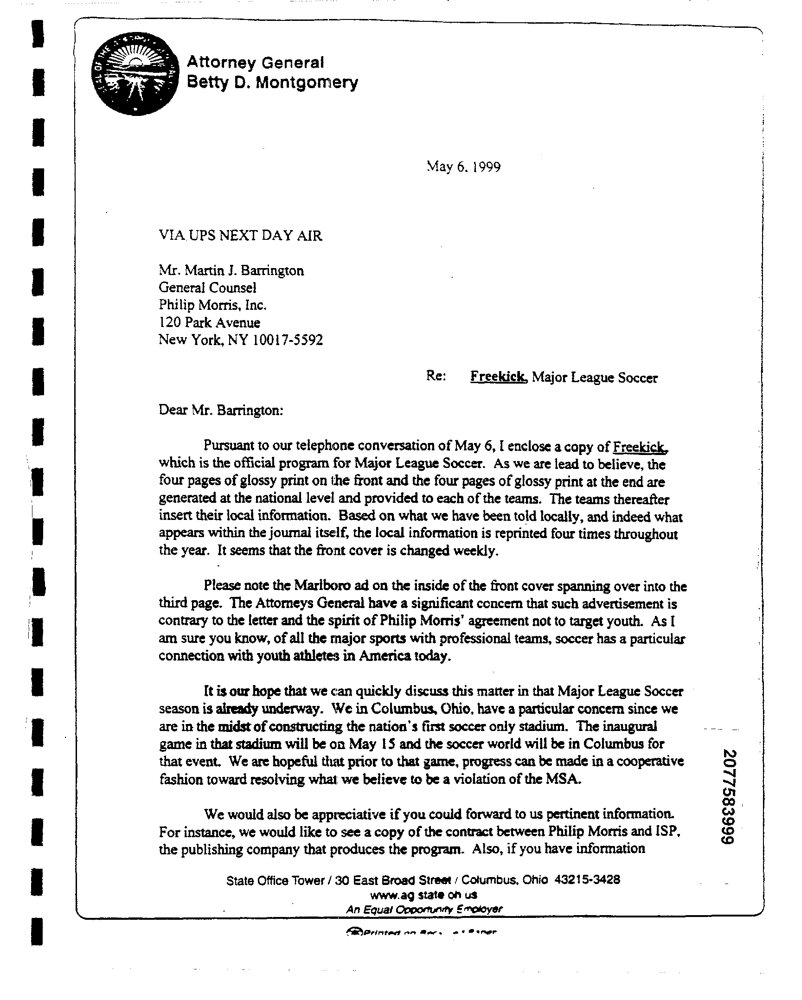 Attorney General
Betty D. Montgomery
May 6, 1999
VIA UPS NEXT DAY AIR
Mr. Martin J. Barrington
General Counsel
Philip Morris, Inc.
120 Park Avenue
New York, NY 10017-5592
Re: Freekick, Major League Soccer
Dear Mr. Barrington:
Pursuant to our telephone conversation of May 6, I enclose a copy of Freekick,
which is the official program for Major League Soccer. As we are lead to believe, the
four pages of glossy print on the front and the four pages of glossy print at the end are
generated at the national level and provided to each of the teams. The teams thereafter
insert their local information. Based on what we have been told locally, and indeed what
appears within the journal itself, the local information is reprinted four times throughout
the year. It seems that the front cover is changed weekly.
Please note the Marlboro ad on the inside of the front cover spanning over into the
third page. The Attorneys General have a significant concern that such advertisement is
contrary to the letter and the spirit of Philip Morris' agreement not to target youth. As I
am sure you know, of all the major sports with professional teams, soccer has a particular
connection with youth athletes in America today.
It is our hope that we can quickly discuss this matter in that Major League Soccer
season is already underway. We in Columbus, Ohio, have a particular concern since we
are in the midst of constructing the nation's first soccer only stadium. The inaugural
game in that stadium will be on May 15 and the soccer world will be in Columbus for
that event. We are hopeful that prior to that game, progress can be made in a cooperative
fashion toward resolving what we believe to be a violation of the MSA.
We would also be appreciative if you could forward to us pertinent information.
For instance, we would like to see a copy of the contract between Philip Morris and ISP,
the publishing company that produces the program. Also, if you have information
2077583999
State Office Tower / 30 East Broad Street / Columbus, Ohio 43215-3428
www.ag state oh us
An Equal Opportunity Employer
Printed on